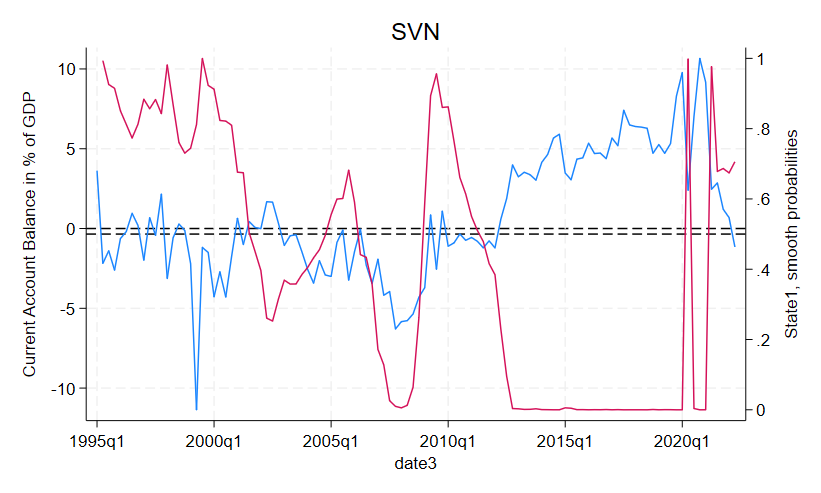 SVN
Current Account Balance in % of GDP
10
5
0
-5
-10
State1, smooth probabilities
1
.8
.6
.4
.2
0
1995q1 2000q1 2005q1 2010q1 2015q1 2020q1
date3